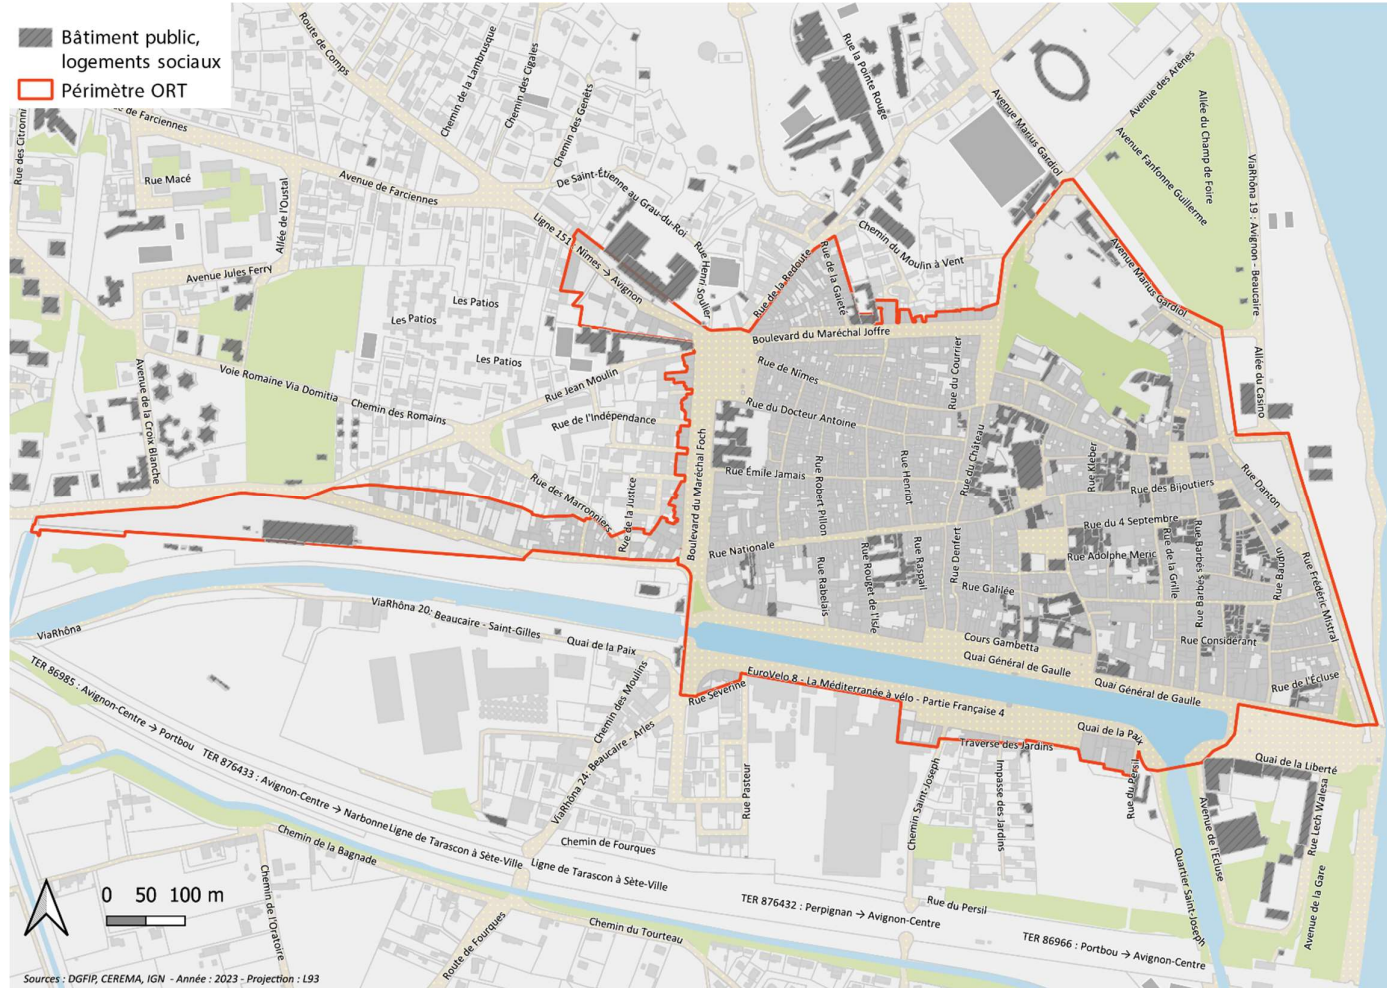 Bâtiment public,
logements sociaux
Périmètre ORT
Route de Comps
Chemin de la Lambrusque
Chemin des Cigales
Chemin des Genêts
Rue la Pointe Rouge
Avenue des Arènes
Avenue Marius Gardiol
Allée du Champ de Foire
Avenue Fanfonne Guillerme
ViaRhôna 19 : Avignon - Beaucaire
de Farciennes
Rue des Citronni
Rue Macé
Avenue de Farciennes
De Saint-Étienne au Grau-du-Roi
Allée de l'Oustal
Ligne 151 : Nîmes → Avignon
Rue Henri Soulier
Rue de la Redoute
Rue de la Gaieté
Chemin du Moulin à Vent
Avenue Marius Gardiol
Avenue Jules Ferry
Les Patios
Les Patios
Les Patios
Boulevard du Maréchal Joffre
Rue de Nîmes
Rue du Courrier
Allée du Casino
Voie Romaine Via Domitia
Avenue de la Croix Blanche
Rue Jean Moulin
Chemin des Romains
Rue de l'Indépendance
Rue du Docteur Antoine
Boulevard du Maréchal Foch
Rue Émile Jamais
Rue Robert Pillon
Rue Henriot
Rue du Château
Rue Kleber
Rue des Bijoutiers
Rue Danton
Rue des Marronniers
Rue de la Justice
Rue Nationale
Rue du 4 Septembre
Rue Adolphe Meric
Rue de la Grille
Rue Barbés
Rue Barbès
Rue Baudin
Rue Frédéric Mistral
Rue Rabelais
Rue Rouget de l'Isle
Rue Raspail
Rue Denfert
Rue Galilée
Rue Considerant
Cours Gambetta
Quai Général de Gaulle
Quai Général de Gaulle
Rue de l'Écluse
ViaRhôna
ViaRhôna 20: Beaucaire - Saint-Gilles
Quai de la Paix
Chemin des Moulins
Rue Séverine
EuroVelo 8 - La Méditerranée à vélo - Partie Française 4
Quai de la Paix
Traverse des Jardins
Quai de la Liberté
TER 86985 : Avignon-Centre → Portbou
TER 876433 : Avignon-Centre → Narbonne
Ligne de Tarascon à Sète-Ville
ViaRhôna 24: Beaucaire - Arles
Rue Pasteur
Chemin Saint-Joseph
Impasse des Jardins
Rue du Persil
Avenue de l'Écluse
Rue Lech Walesa
Chemin de la Bagnade
Chemin de Fourques
Ligne de Tarascon à Sète-Ville
Chemin de l'Oratoire
Route de Fourques
Chemin du Tourteau
TER 876432 : Perpignan → Avignon-Centre
Rue du Persil
Quartier Saint-Joseph
Avenue de la Gare
TER 86966 : Portbou → Avignon-Centre
0 50 100 m
Sources : DGFIP, CEREMA, IGN - Année : 2023 - Projection : L93